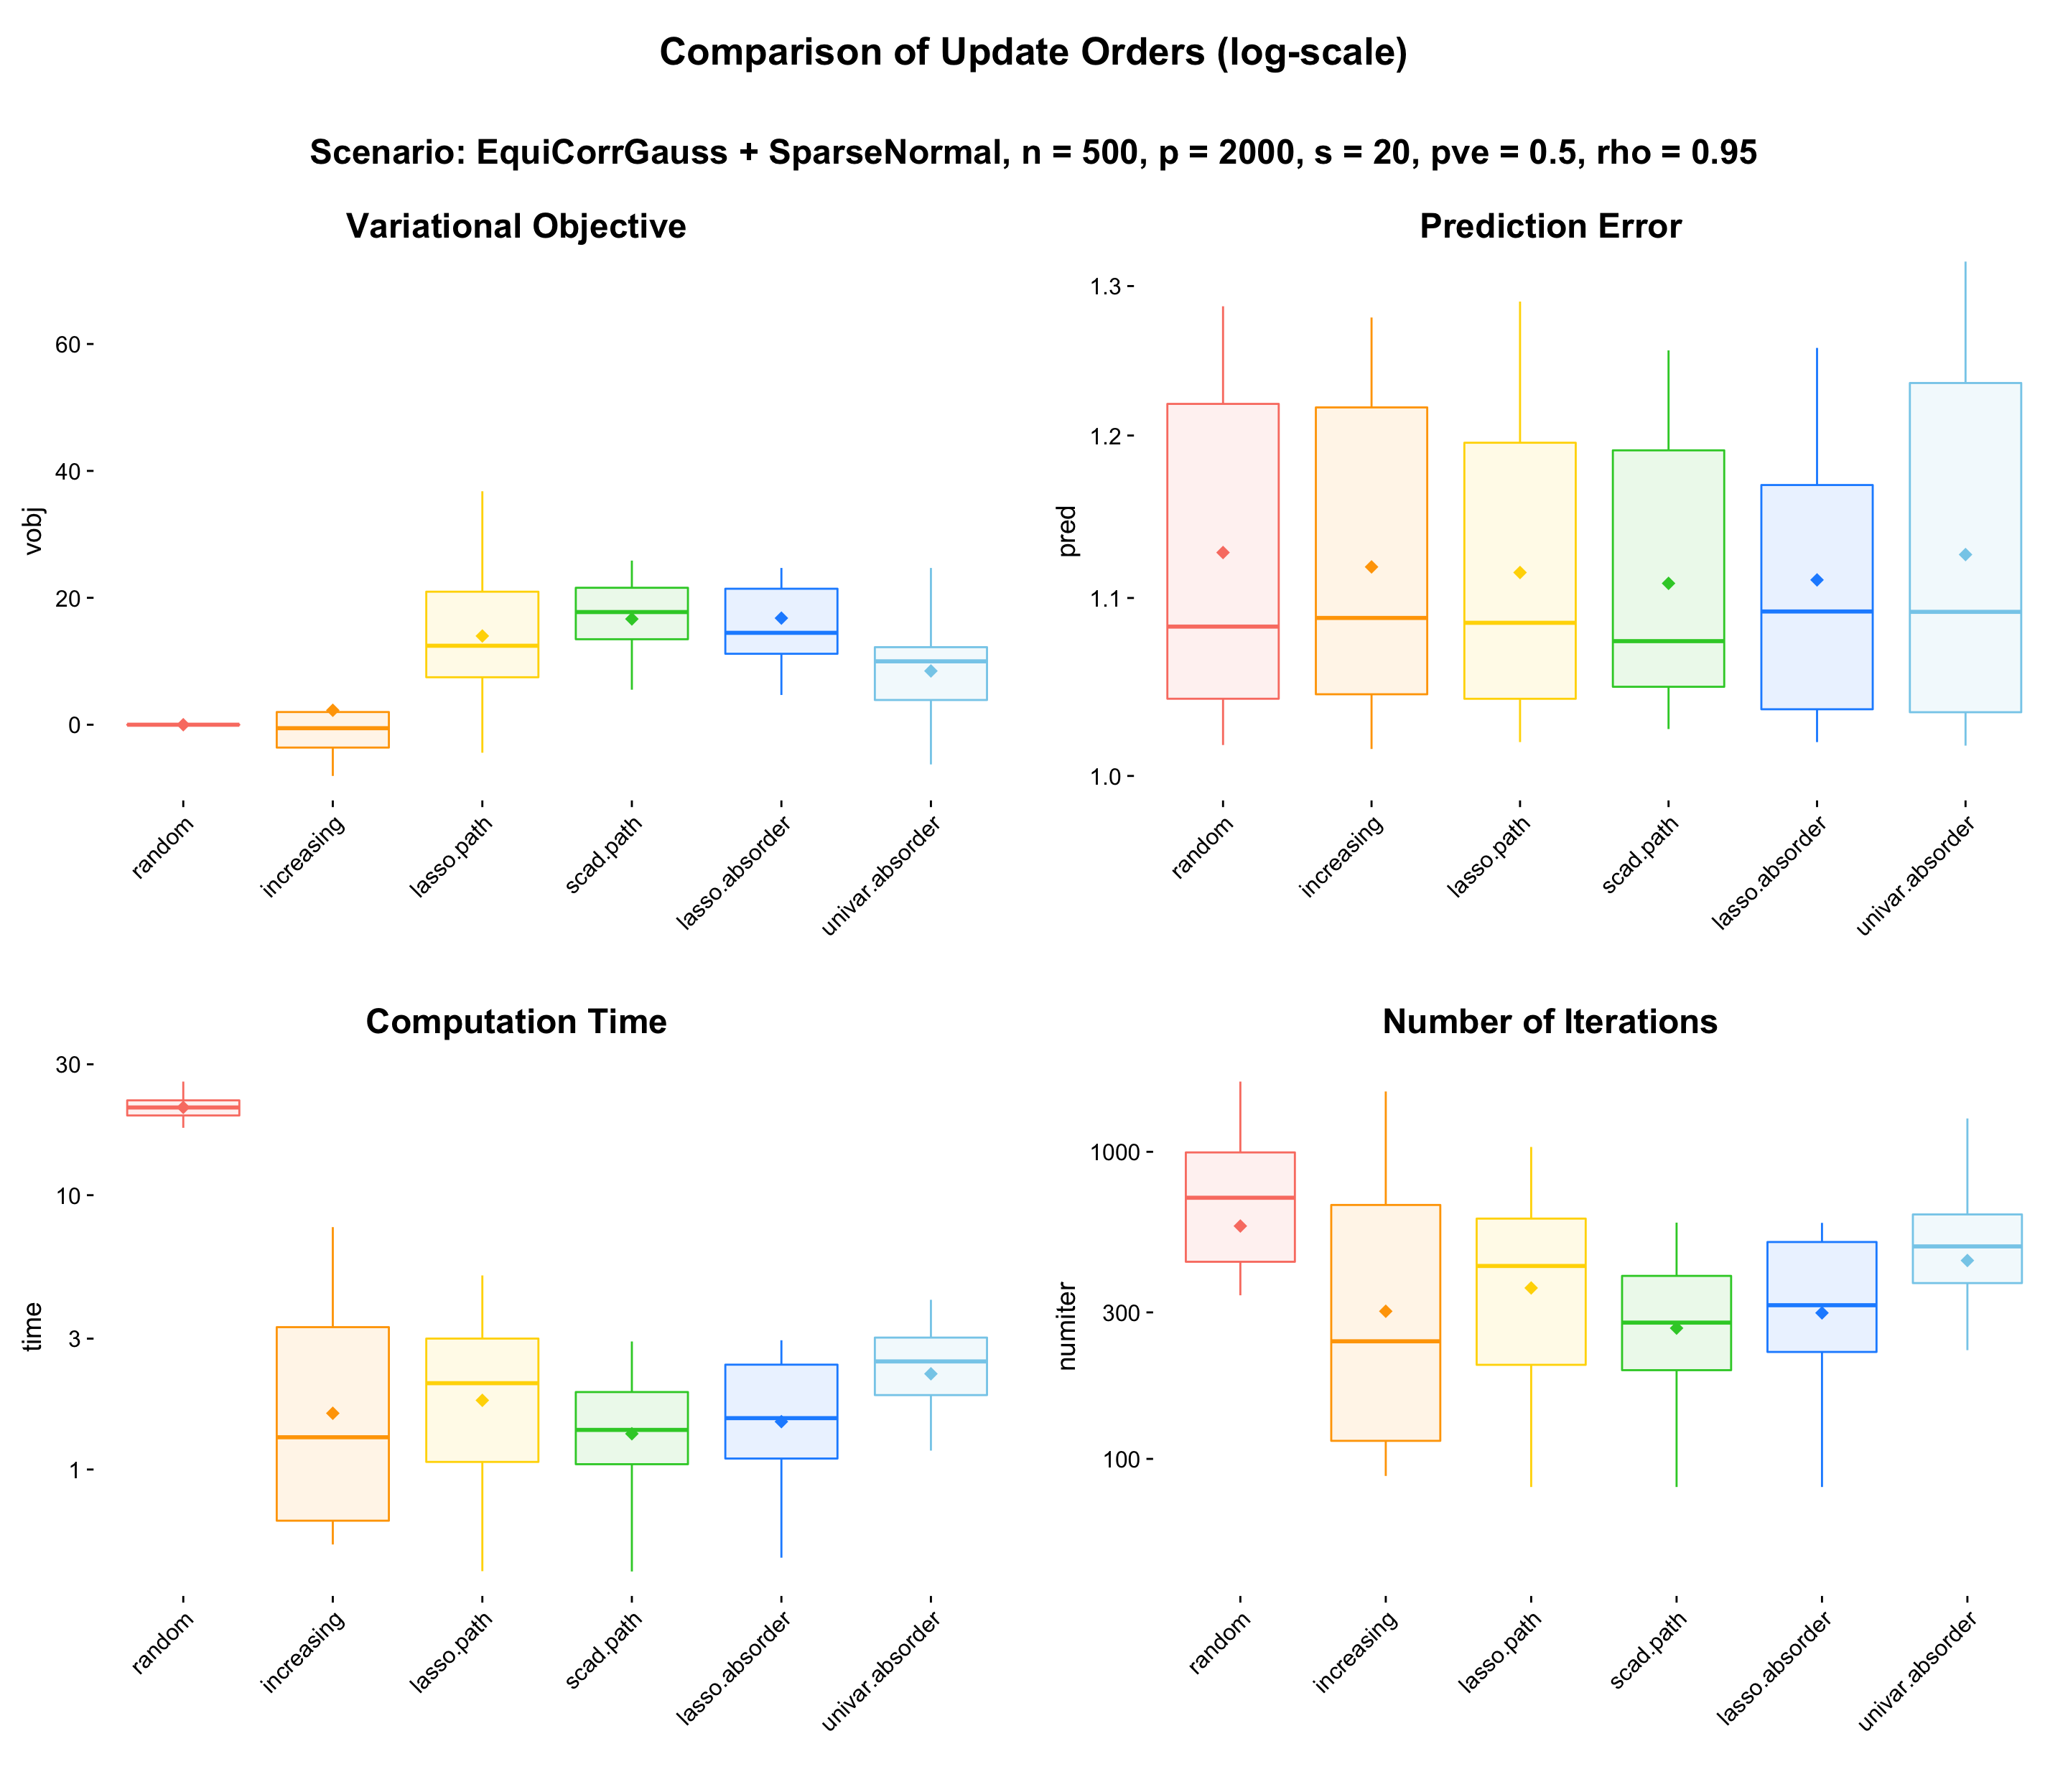 Comparison of Update Orders (log-scale)
Scenario: EquiCorrGauss + SparseNormal, n = 500, p = 2000, s = 20, pve = 0.5, rho = 0.95
Variational Objective
60
40
20
0
vobj
random
increasing
lasso.path
scad.path
lasso.absorder
univar.absorder
Prediction Error
1.3
1.2
1.1
1.0
pred
random
increasing
lasso.path
scad.path
lasso.absorder
univar.absorder
Computation Time
30
10
3
1
time
random
increasing
lasso.path
scad.path
lasso.absorder
univar.absorder
Number of Iterations
1000
300
100
numiter
random
increasing
lasso.path
scad.path
lasso.absorder
univar.absorder